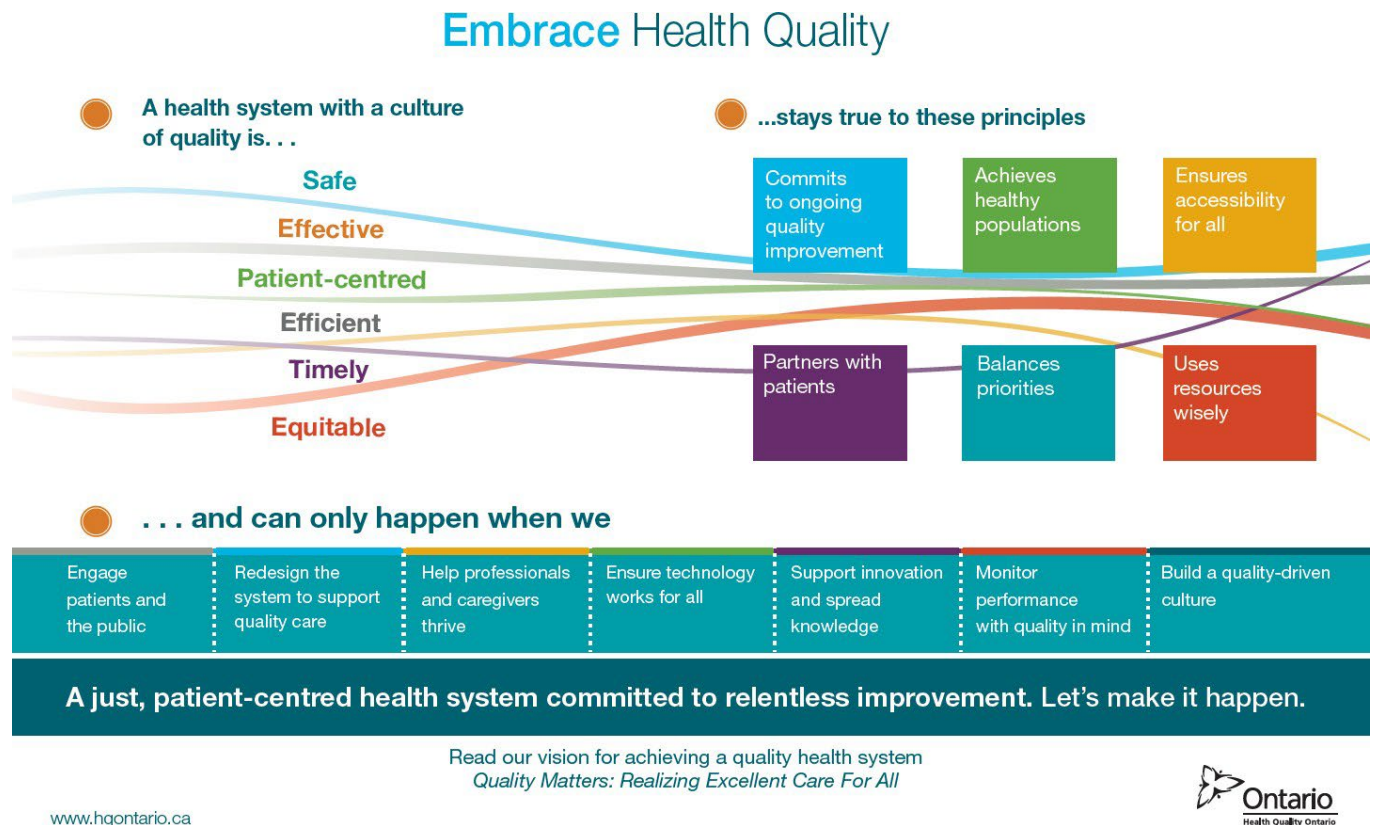 Embrace Health Quality
A health system with a culture
of quality is. . .
Safe
Effective
Patient-centred
Efficient
Timely
Equitable
...stays true to these principles
Commits
to ongoing
quality
improvement
Achieves
healthy
populations
Ensures
accessibility
for all
Partners with
patients
Balances
priorities
Uses
resources
wisely
. . . and can only happen when we
Engage
patients and
the public
Redesign the
system to support
quality care
Help professionals
and caregivers
thrive
Ensure technology
works for all
Support innovation
and spread
knowledge
Monitor
performance
with quality in mind
Build a quality-driven
culture
A just, patient-centred health system committed to relentless improvement. Let’s make it happen.
Read our vision for achieving a quality health system
Quality Matters: Realizing Excellent Care For All
www.hqontario.ca
Ontario
Health Quality Ontario